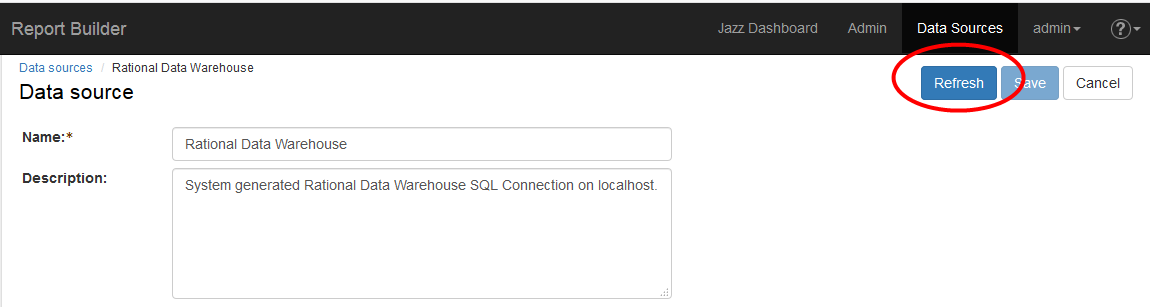 Report Builder
Jazz Dashboard Admin Data Sources admin ?
Data sources / Rational Data Warehouse
Data source
Refresh Save Cancel
Name:*
Rational Data Warehouse
Description:
System generated Rational Data Warehouse SQL Connection on localhost.